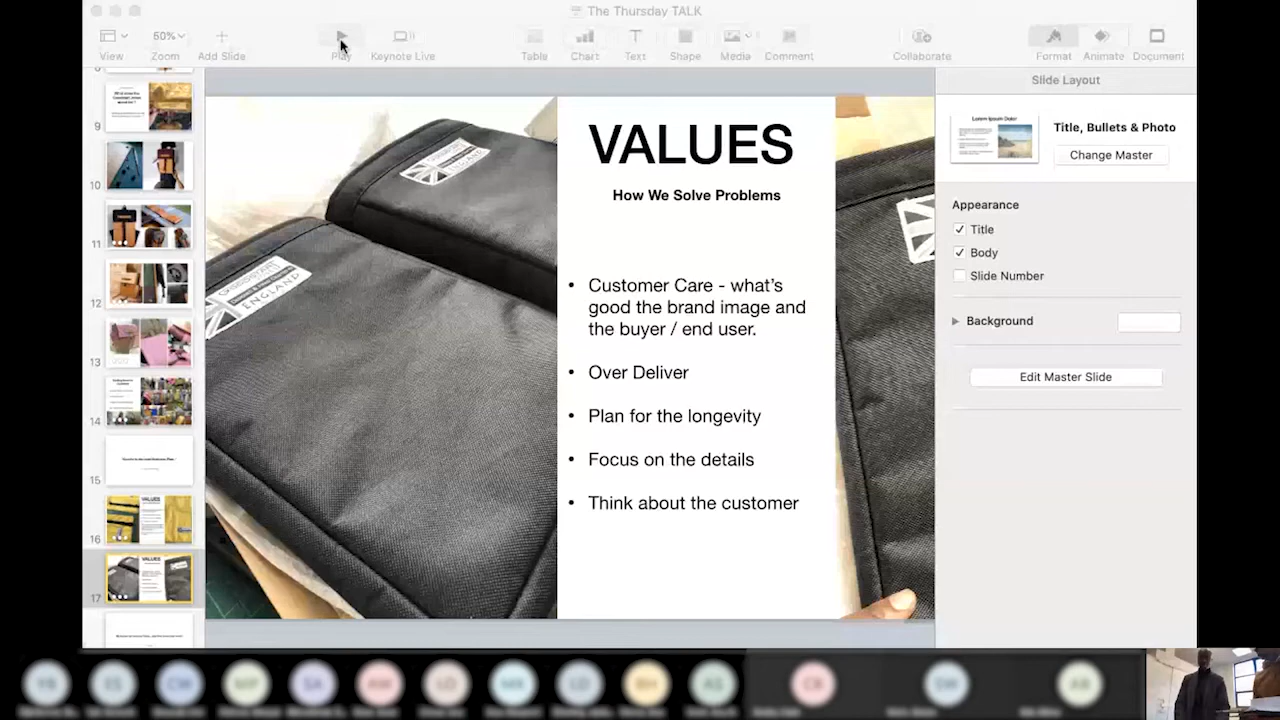 The Thursday TALK
50%
View
Zoom
Add Slide
Play
Keynote Live
Table
Chart
Text
Shape
Media
Comment
Collaborate
Format
Animate
Document
9
10
11
12
13
14
15
16
17
VALUES
VALUES
ENGLAND
ENGLAND
VALUES
How We Solve Problems
• Customer Care - what's
good the brand image and
the buyer / end user.
• Over Deliver
• Plan for the longevity
• Focus on the details
• Think about the customer
Slide Layout
Title, Bullets & Photo
Change Master
Appearance
Title
Body
Slide Number
Background
Edit Master Slide